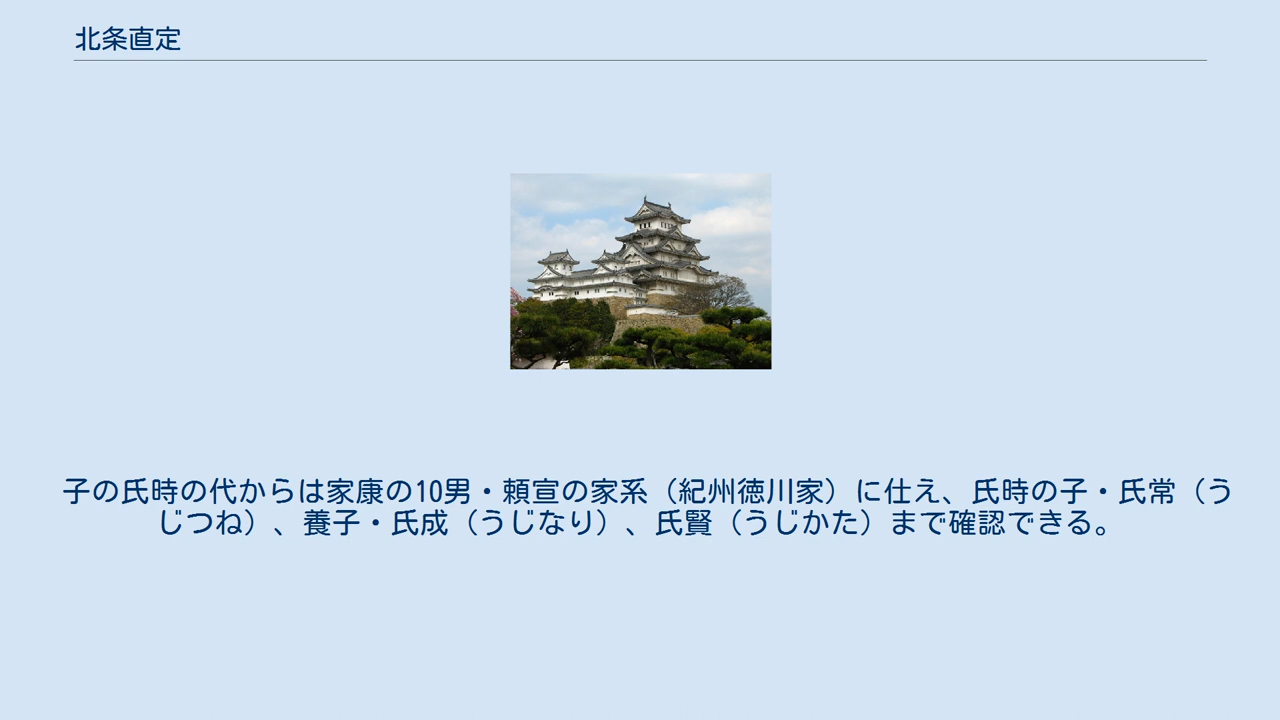 北条直定
子の氏時の代からは家康の10男・頼宣の家系（紀州徳川家）に仕え、氏時の子・氏常（う
じつね）、養子・氏成（うじなり）、氏賢（うじかた）まで確認できる。